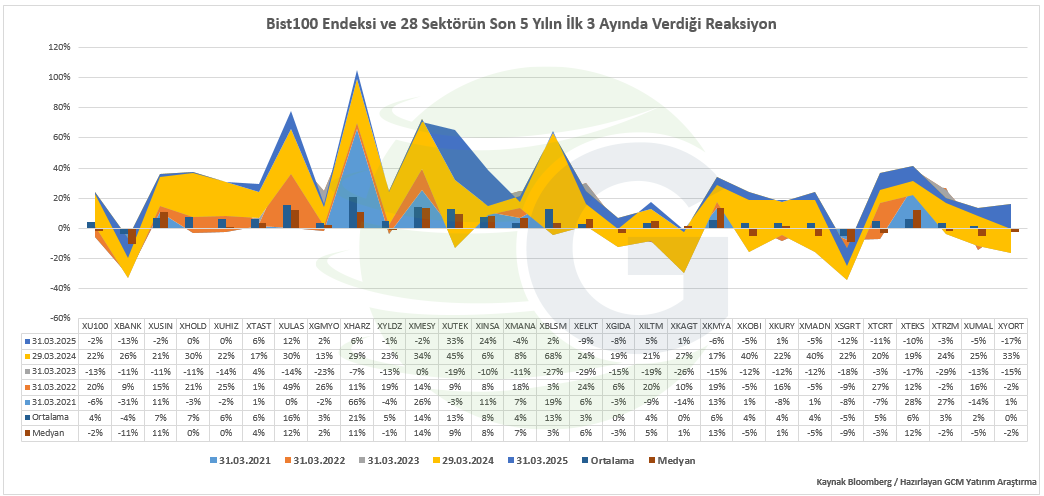 Bist100 Endeksi ve 28 Sektörün Son 5 Yılın İlk 3 Ayında Verdiği Reaksiyon
120%
100%
80%
60%
40%
20%
0%
-20%
-40%
-60%
XU100 XBANK XUSIN XHOLD XUHIZ XTAST XULAS XGMYO XHARZ XYLDZ XMESY XUTEK XINSA XMANA XBLSM XELKT XGIDA XILTM XKAGT XKMYA XKOBI XKURY XMADN XSGRT XTCRT XTEKS XTRZM XUMAL XYORT
31.03.2025 -2% -13% -2% 0% 0% 6% 12% 2% 6% -1% -2% 33% 24% -4% 2% -9% -8% 5% 1% -6% 5% 1% 5% -12% -11% -10% -3% -5% -17%
29.03.2024 22% 26% 21% 30% 22% 17% 30% 13% 29% 23% 34% 45% 6% 8% 68% 24% 19% 21% 27% 17% 40% 22% 40% 22% 20% 19% 24% 25% 33%
31.03.2023 -13% -11% -11% -11% -14% 4% -14% -23% -7% -13% 0% -19% -10% -11% -27% -29% -15% -19% -26% -15% -12% -12% -12% -18% -3% -17% -29% -13% -15%
31.03.2022 20% 9% 15% 21% 25% 1% 49% 26% 11% 19% 14% 9% 8% 18% 3% 24% 6% 20% 10% 19% -5% 16% -5% -9% 27% 12% -2% 16% -2%
31.03.2021 -6% -31% 11% -3% -2% 1% 0% -2% 66% -4% 26% -3% 11% 7% 19% 6% -3% -9% -14% 13% 1% -8% 1% -8% -7% 28% 27% -14% 1%
Ortalama 4% -4% 7% 7% 6% 6% 16% 3% 21% 5% 14% 13% 8% 4% 13% 3% 0% 4% 0% 6% 4% 4% 4% -5% 5% 6% 3% 2% 0%
Medyan -2% -11% 11% 0% 0% 4% 12% 2% 11% -1% 14% 9% 8% 7% 3% 6% -3% 5% 1% 13% -5% 1% -5% -9% -3% 12% -2% -5% -2%
31.03.2021 31.03.2022 31.03.2023 29.03.2024 31.03.2025 Ortalama Medyan
Kaynak Bloomberg / Hazırlayan GCM Yatırım Araştırma